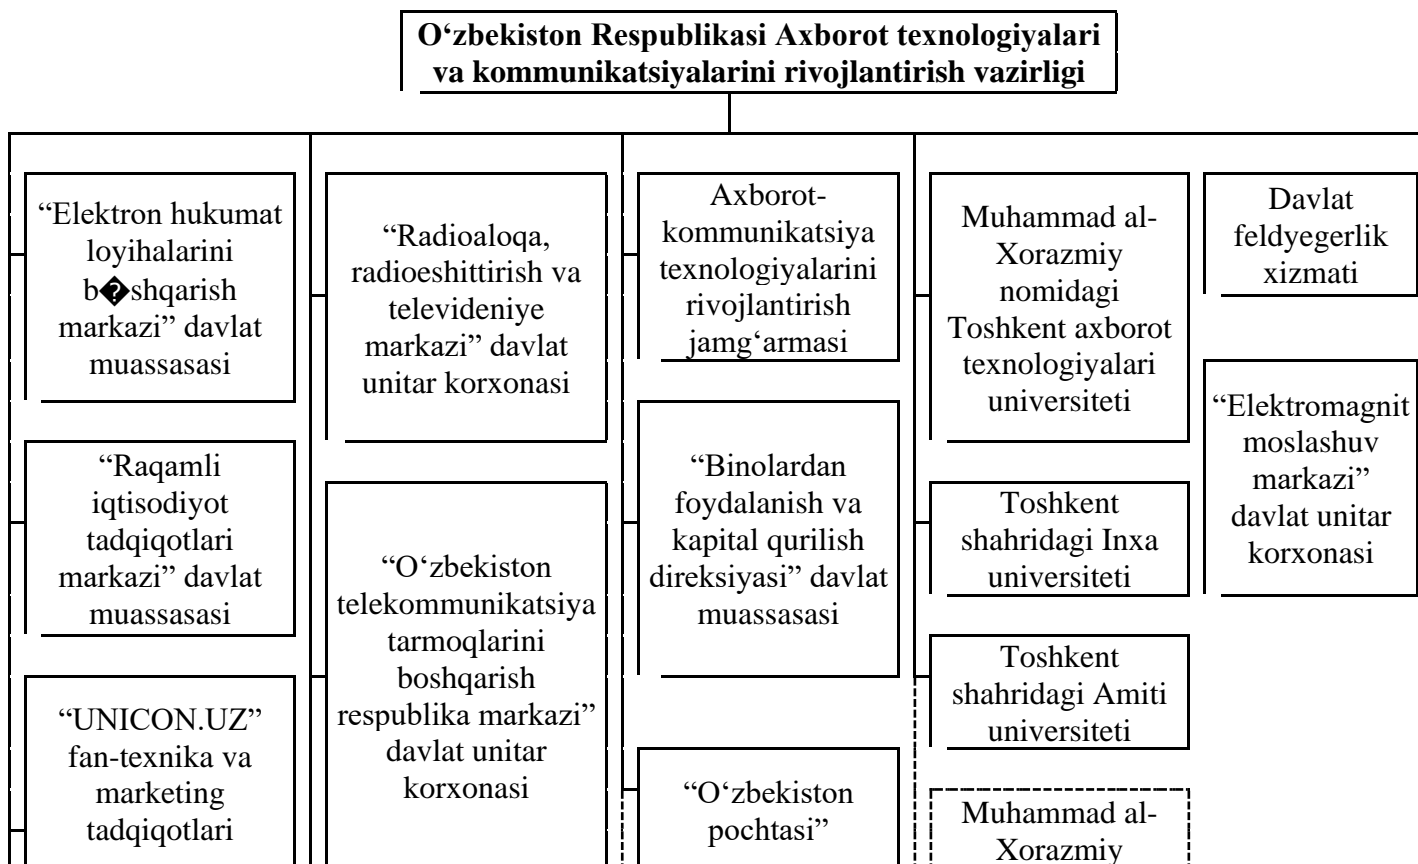 O‘zbekiston Respublikasi Axborot texnologiyalari
va kommunikatsiyalarini rivojlantirish vazirligi
“Elektron hukumat
loyihalarini
b�shqarish
markazi” davlat
muassasasi
“Raqamli
iqtisodiyot
tadqiqotlari
markazi” davlat
muassasasi
“UNICON.UZ”
fan-texnika va
marketing
tadqiqotlari
“Radioaloqa,
radioeshittirish va
televideniye
markazi” davlat
unitar korxonasi
“O‘zbekiston
telekommunikatsiya
tarmoqlarini
boshqarish
respublika markazi”
davlat unitar
korxonasi
Axborot-
kommunikatsiya
texnologiyalarini
rivojlantirish
jamg‘armasi
“Binolardan
foydalanish va
kapital qurilish
direksiyasi” davlat
muassasasi
“O‘zbekiston
pochtasi”
Muhammad al-
Xorazmiy
nomidagi
Toshkent axborot
texnologiyalari
universiteti
Toshkent
shahridagi Inxa
universiteti
Toshkent
shahridagi Amiti
universiteti
Muhammad al-
Xorazmiy
Davlat
feldyegerlik
xizmati
“Elektromagnit
moslashuv
markazi”
davlat unitar
korxonasi